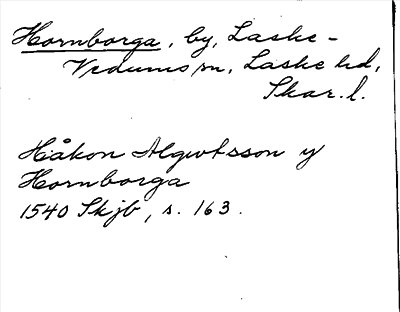 Hornborga, by, Laske-
Vedums sn, Laske hd,
Skar. l.
Håkon Algutsson y
Hornborga
1540 Skjb, s. 163.